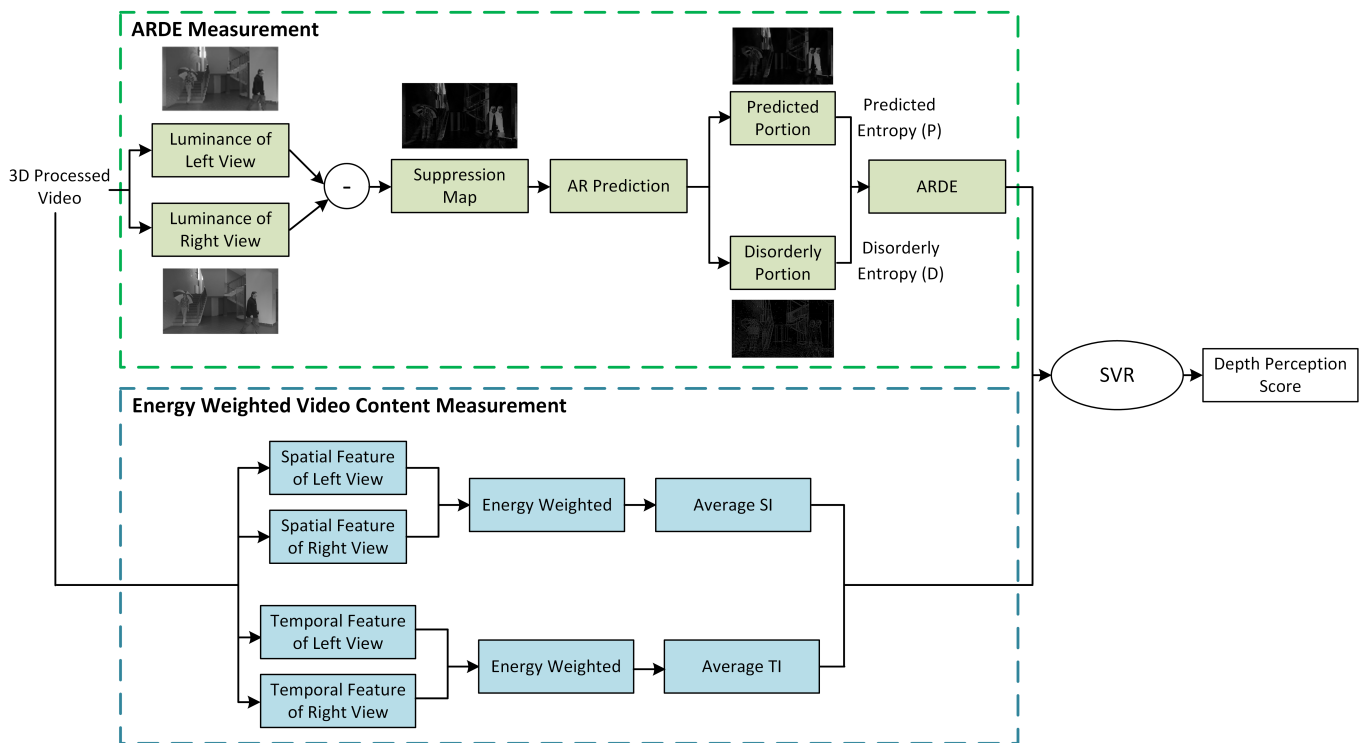 ARDE Measurement
3D Processed
Video
Luminance of
Left View
Luminance of
Right View
-
Suppression
Map
AR Prediction
Predicted
Portion
Predicted
Entropy (P)
Disorderly
Portion
Disorderly
Entropy (D)
ARDE
Energy Weighted Video Content Measurement
Spatial Feature
of Left View
Spatial Feature
of Right View
Energy Weighted
Average SI
Temporal Feature
of Left View
Temporal Feature
of Right View
Energy Weighted
Average TI
SVR
Depth Perception
Score